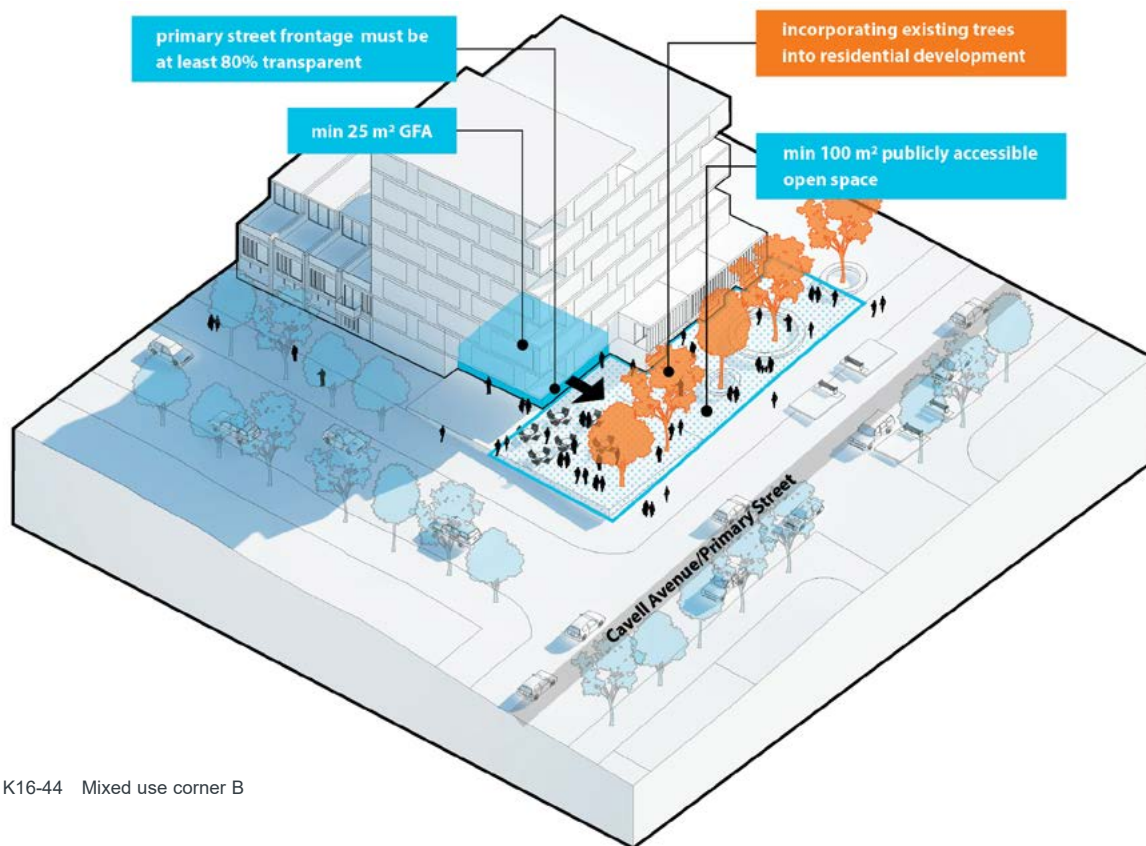 primary street frontage must be
at least 80% transparent
incorporating existing trees
into residential development
min 25 m² GFA
min 100 m² publicly accessible
open space
Cavell Avenue/Primary Street
K16-44 Mixed use corner B